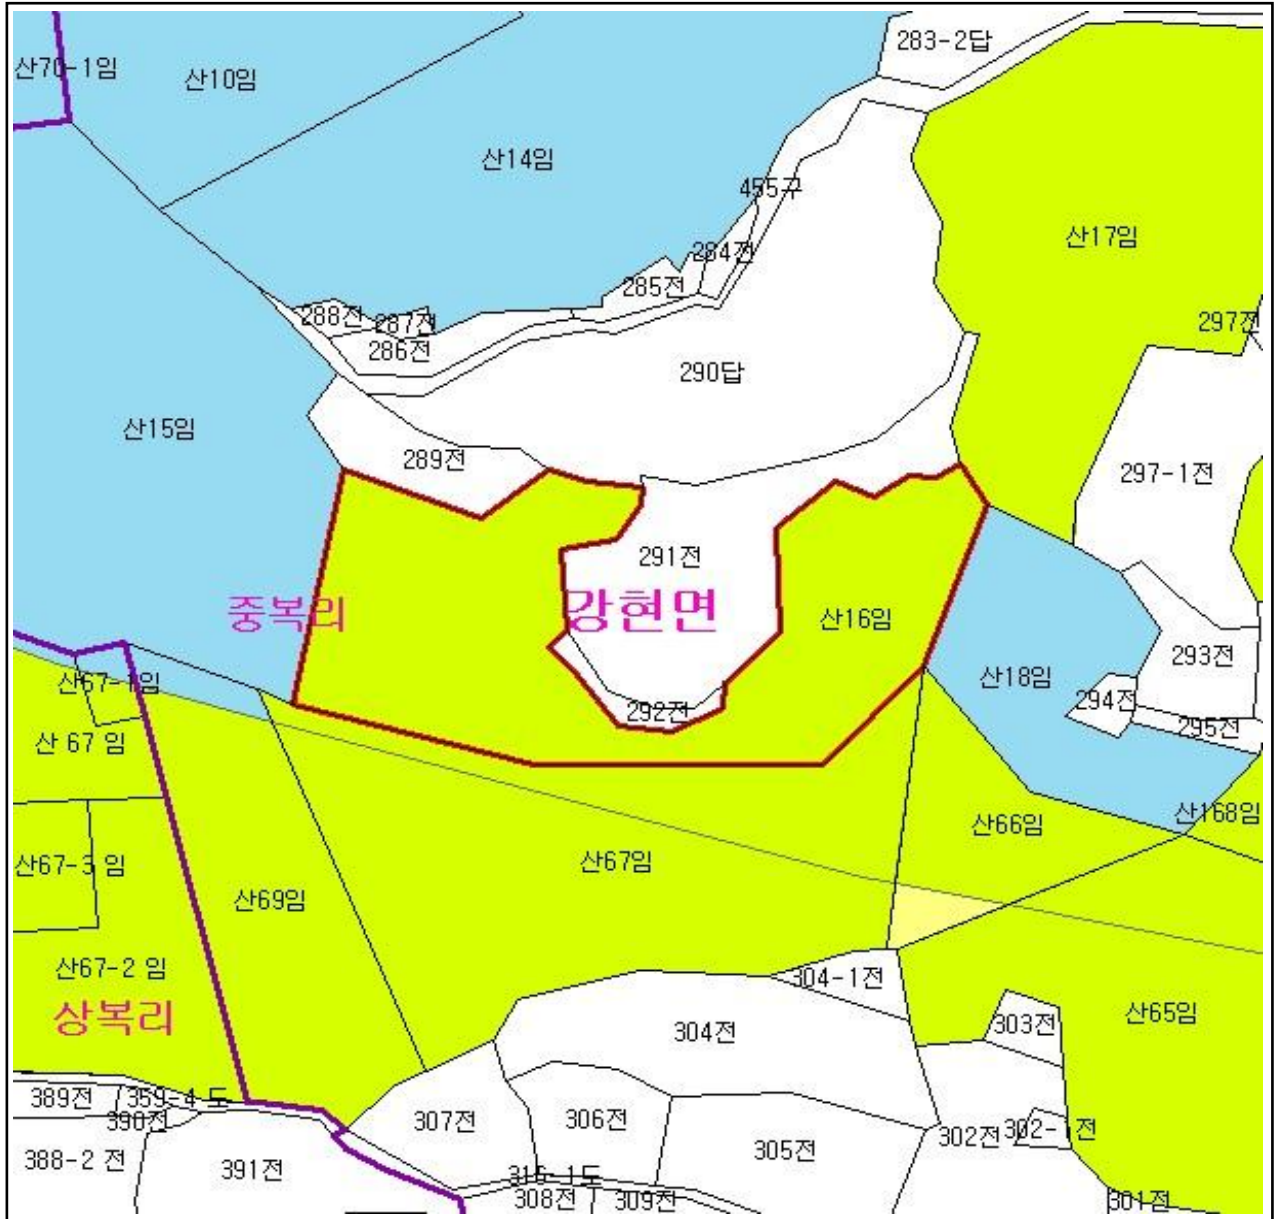 283-2답
산70-1임
산10임
산14임
455구
산17임
284전
285전
288전
287전
297전
286전
290답
산15임
289전
297-1전
291전
중복리
강현면
산16임
293전
산18임
산67-1임
294전
292전
295전
산 67 임
산168임
산66임
산67-3 임
산67임
산69임
산67-2 임
304-1전
상복리
산65임
303전
304전
389전
359-4 도
390전
307전
306전
302전
302-1전
305전
388-2 전
391전
316-1도
308전
309전
301전